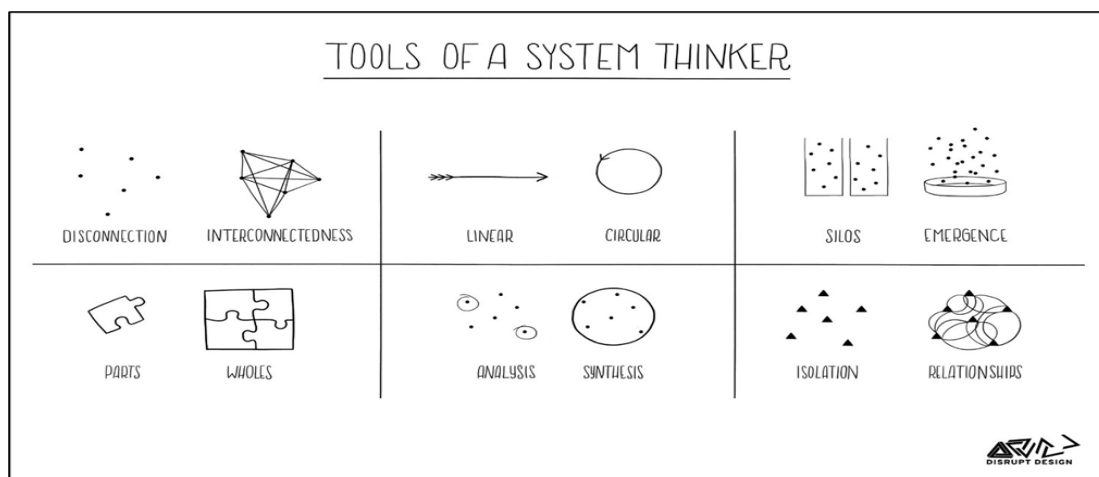 TOOLS OF A SYSTEM THINKER
DISCONNECTION INTERCONNECTEDNESS
LINEAR CIRCULAR
SILOS EMERGENCE
PARTS WHOLES
ANALYSIS SYNTHESIS
ISOLATION RELATIONSHIPS
DISRUPT DESIGN